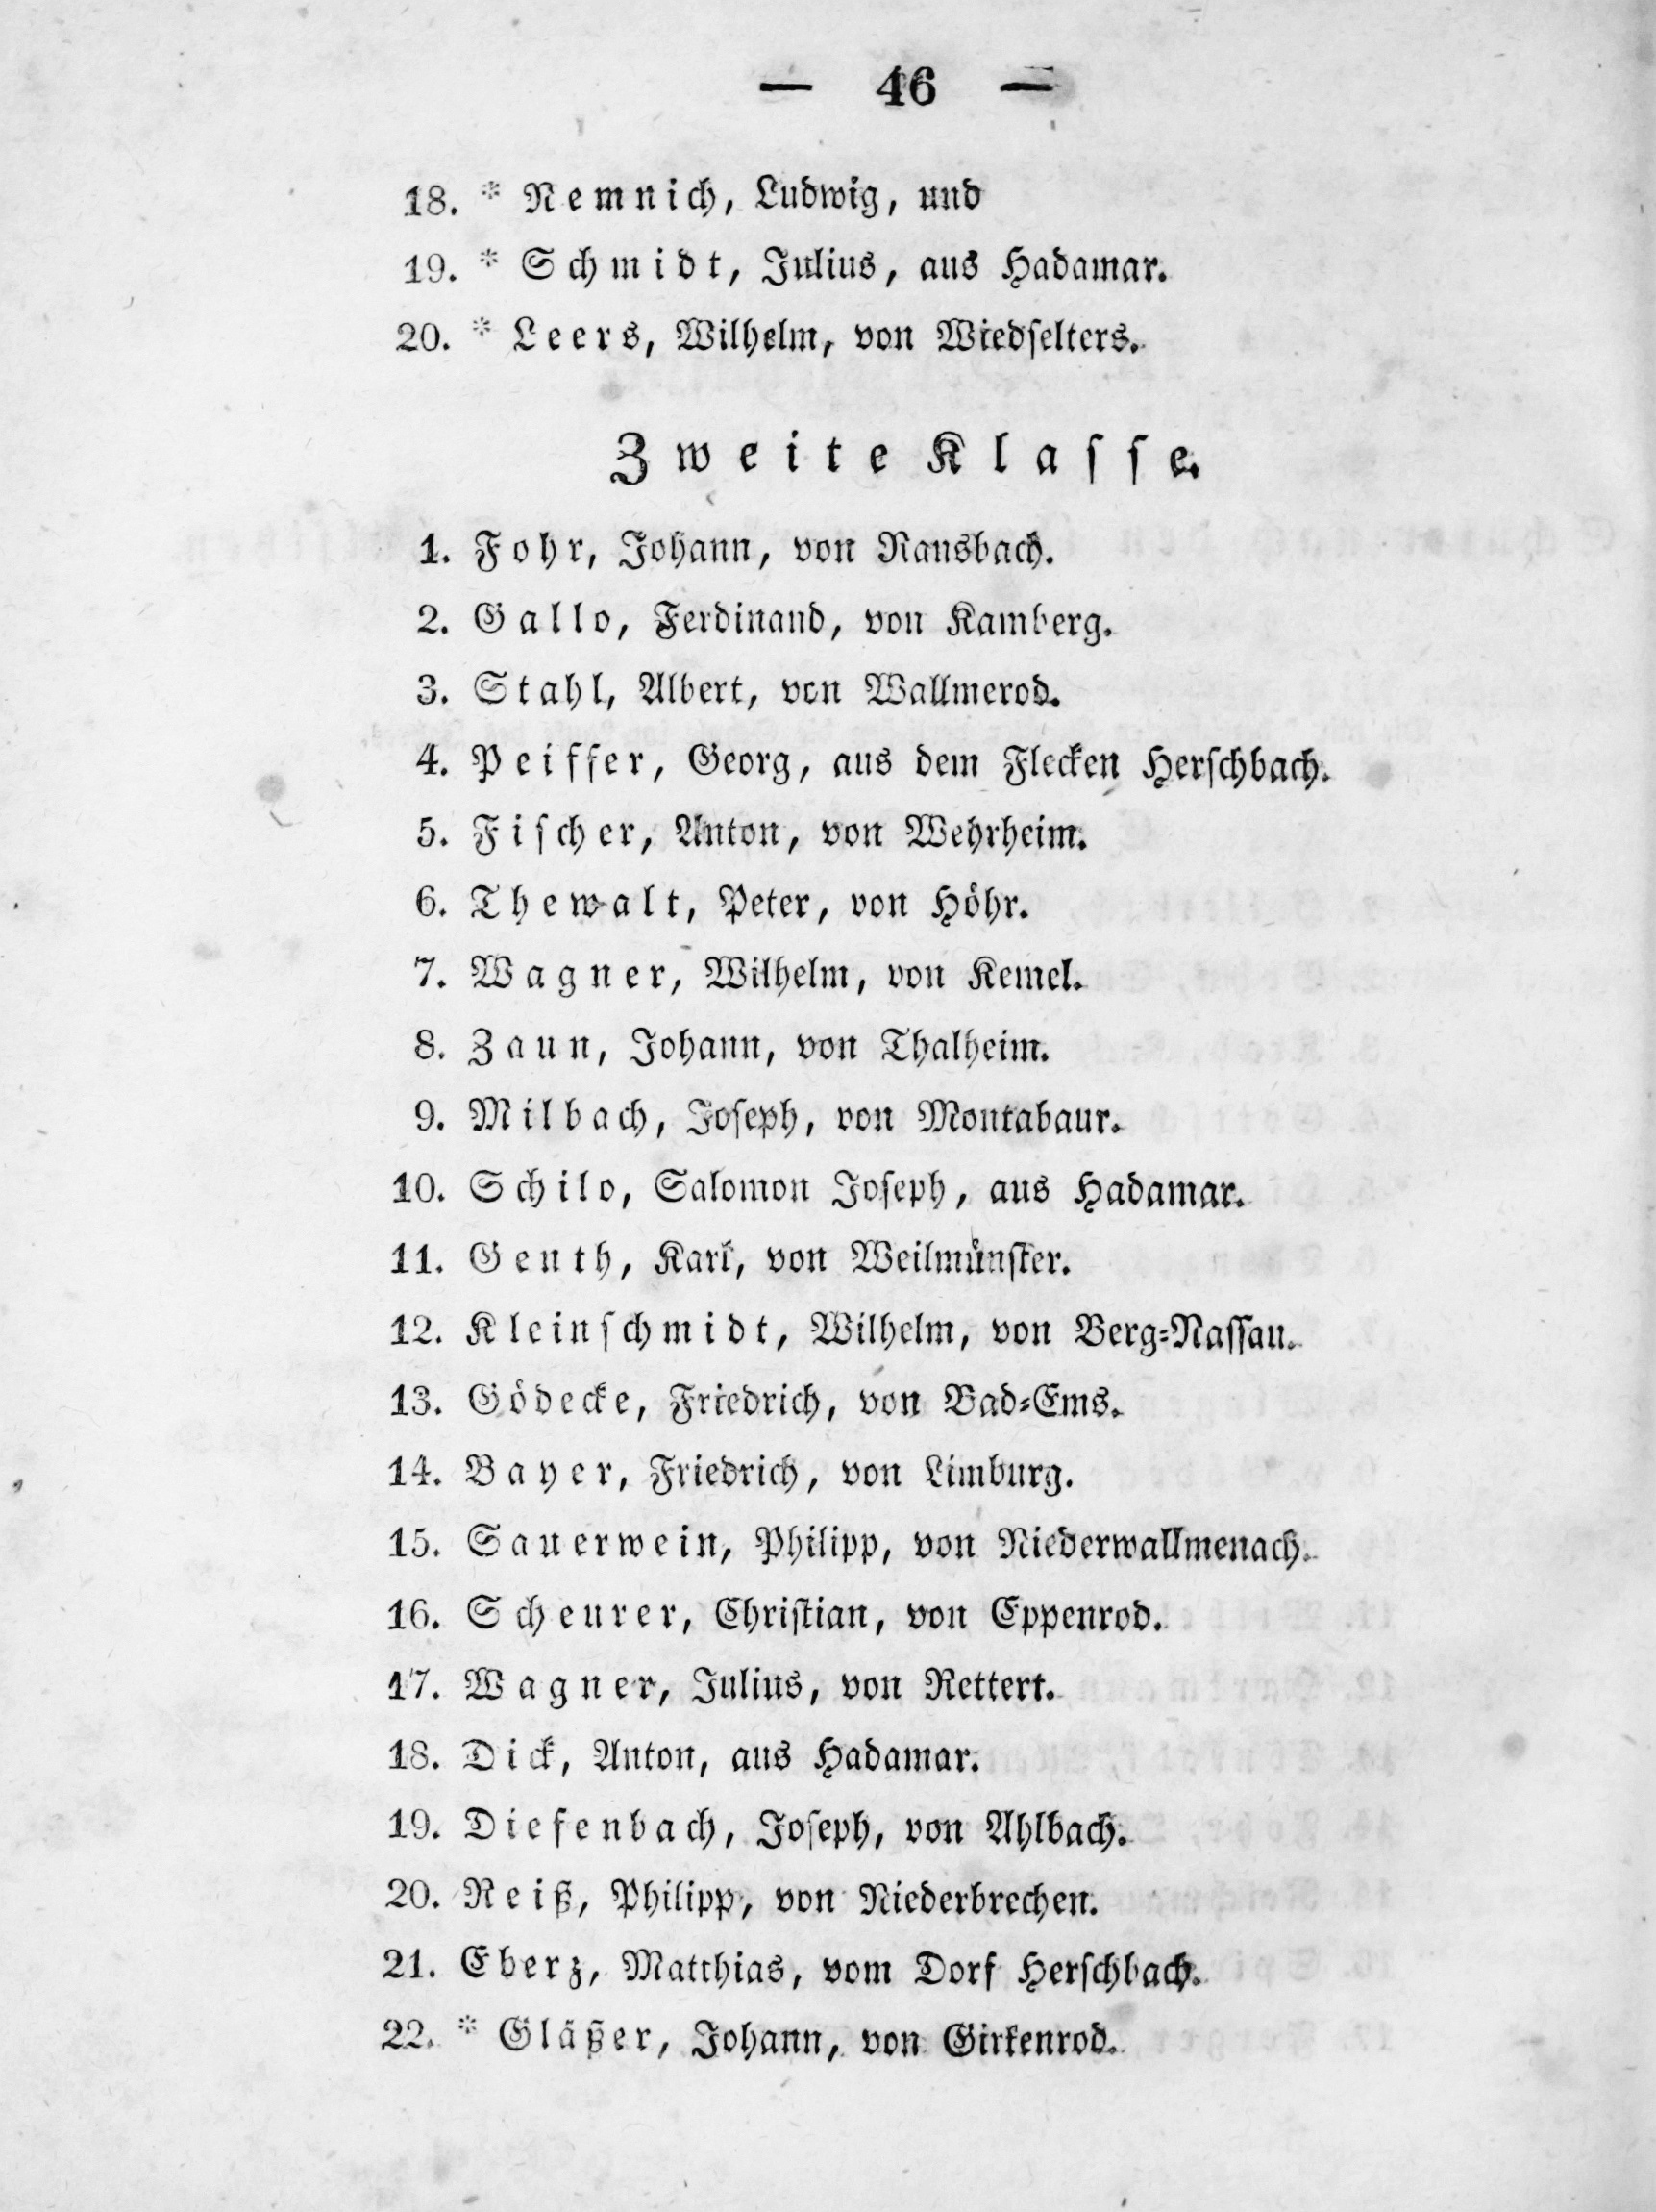 — 46 —
18. * Nemnich, Ludwig, und
19. * Schmidt, Julius, aus Hadamar.
20. * Leers, Wilhelm, von Wiedselters.
Zweite Klasse.
1. Fohr, Johann, von Ransbach.
2. Gallo, Ferdinand, von Kamberg.
3. Stahl, Albert, von Wallmerod.
4. Peiffer, Georg, aus dem Flecken Herschbach.
5. Fischer, Anton, von Wehrheim.
6. Thewalt, Peter, von Höhr.
7. Wagner, Wilhelm, von Kemel.
8. Zaun, Johann, von Thalheim.
9. Milbach, Joseph, von Montabaur.
10. Schilo, Salomon Joseph, aus Hadamar.
11. Genth, Karl, von Weilmünster.
12. Kleinschmidt, Wilhelm, von Berg-Nassau.
13. Gödecke, Friedrich, von Bad-Ems.
14. Bayer, Friedrich, von Limburg.
15. Sauerwein, Philipp, von Niederwallmenach.
16. Scheurer, Christian, von Eppenrod.
17. Wagner, Julius, von Rettert.
18. Dick, Anton, aus Hadamar.
19. Diefenbach, Joseph, von Ahlbach.
20. Reiß, Philipp, von Niederbrechen.
21. Eberz, Matthias, vom Dorf Herschbach.
22. * Gläßer, Johann, von Girkenrod.